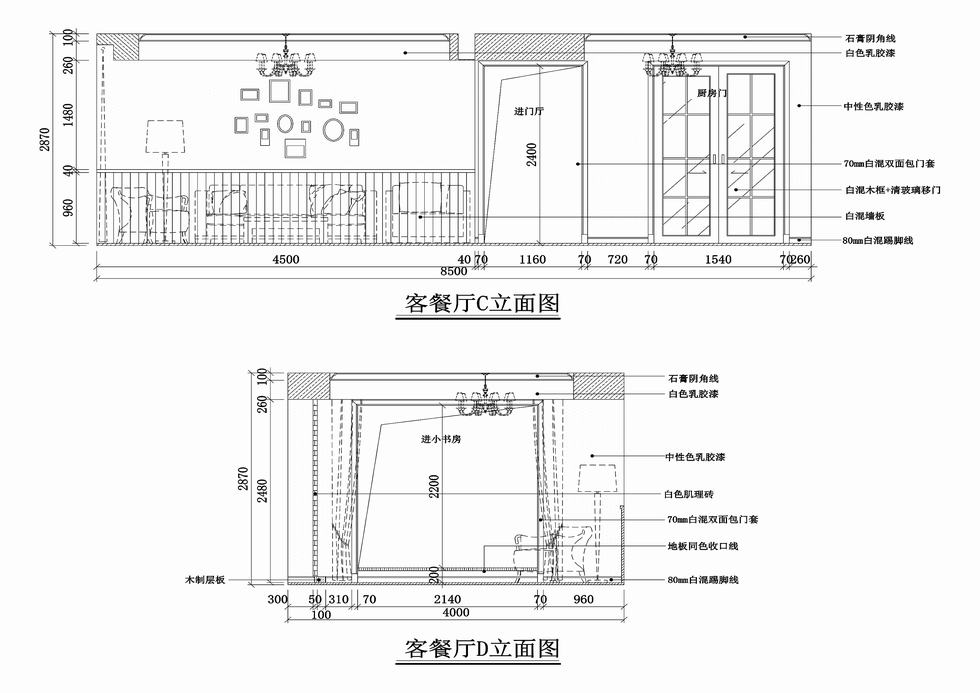 100
260
1480
40
960
2870
石膏阴角线
白色乳胶漆
中性色乳胶漆
70mm白混双面包门套
白混木框+清玻璃移门
白混墙板
80mm白混踢脚线
进门厅
2400
厨房门
4500
40
70
1160
70
720
70
1540
70
260
8500
客餐厅C立面图
100
260
2870
2480
石膏阴角线
白色乳胶漆
进小书房
2200
200
中性色乳胶漆
白色肌理砖
70mm白混双面包门套
地板同色收口线
木制层板
80mm白混踢脚线
300
50
310
70
2140
70
960
100
4000
客餐厅D立面图